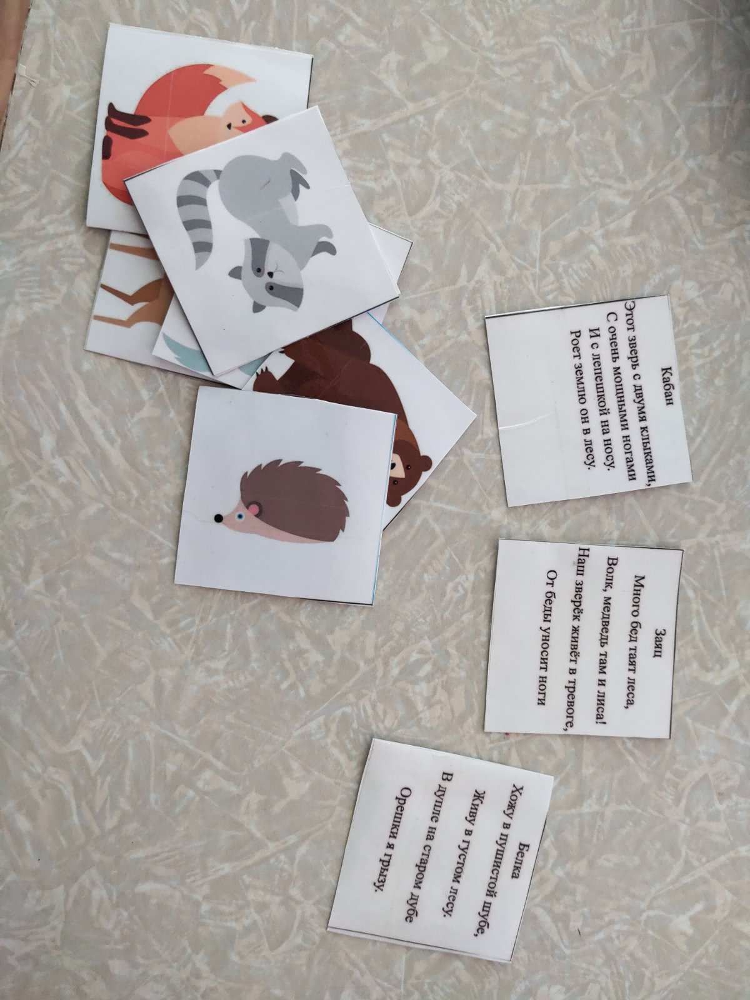 Кабан
Этот зверь с двумя клыками,
С очень мощными ногами
И с лепешкой на носу.
Роет землю он в лесу.
Заящ
Много бед таят леса,
Волк, медведь там и лиса!
Наш зверёк живёт в тревоге,
От беды уносит ноги
Белка
Хожу в пушистой шубе,
Живу в густом лесу.
В дупле на старом дубе
Орешки я грызу.